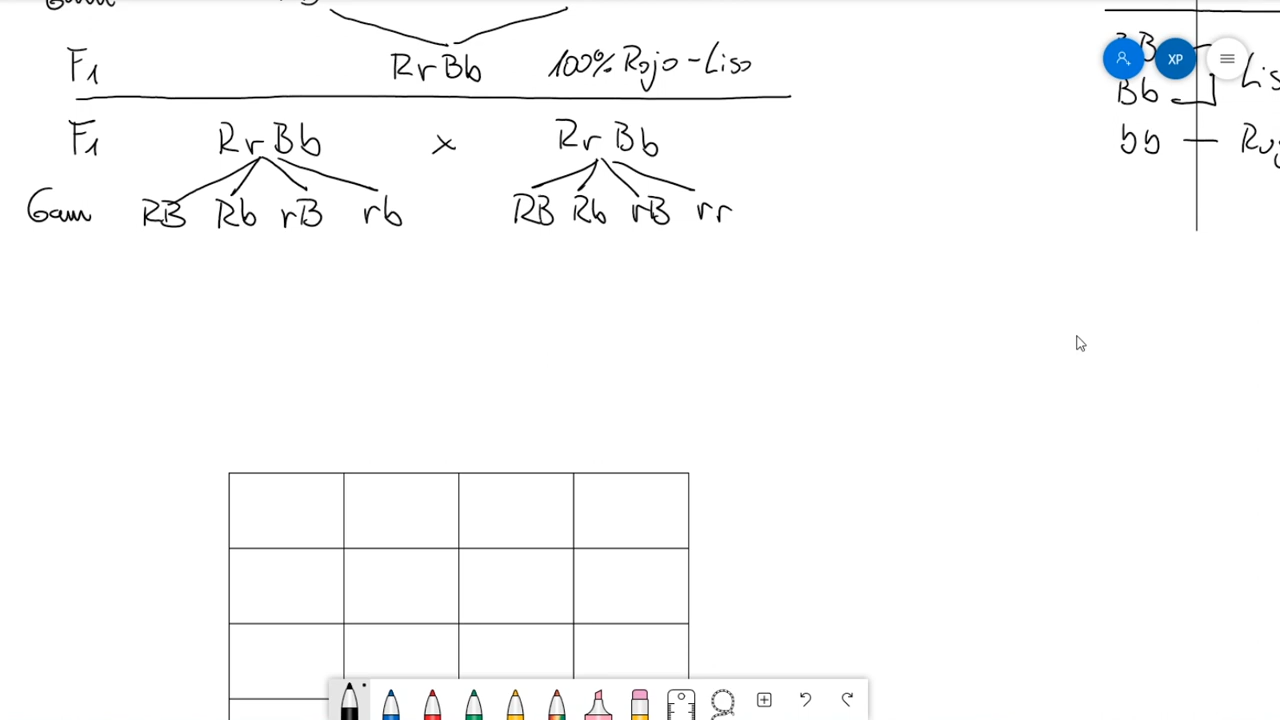 F1 RrBb 100% Rojo-Liso
F1 RrBb x RrBb
Gam RB Rb rB rb RB Rb rB rr
Bb
bb
XP